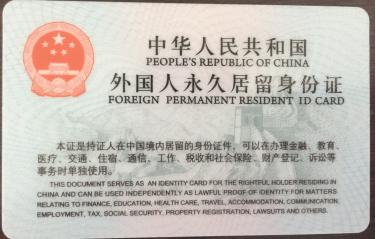 中华人民共和国
PEOPLE'S REPUBLIC OF CHINA
外国人永久居留身份证
FOREIGN PERMANENT RESIDENT ID CARD
本证是持证人在中国境内居留的身份证件，可以在办理金融、教育、
医疗、交通、住宿、通信、工作、税收和社会保险、财产登记、诉讼等
事务时单独使用。
THIS DOCUMENT SERVES AS AN IDENTITY CARD FOR THE RIGHTFUL HOLDER RESIDING IN
CHINA AND CAN BE USED INDEPENDENTLY AS LAWFUL PROOF OF IDENTITY FOR MATTERS
RELATING TO FINANCE, EDUCATION, HEALTH CARE, TRAVEL, ACCOMMODATION, COMMUNICATION,
EMPLOYMENT, TAX, SOCIAL SECURITY, PROPERTY REGISTRATION, LAWSUITS AND OTHERS.